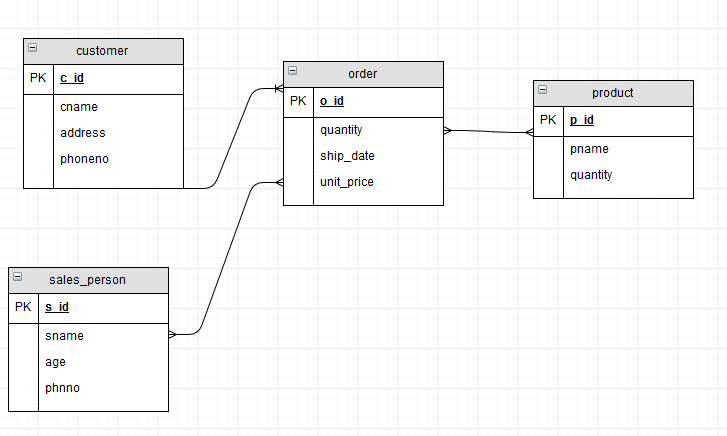 customer
PK c_id
cname
address
phoneno
order
PK o_id
quantity
ship_date
unit_price
product
PK p_id
pname
quantity
sales_person
PK s_id
sname
age
phnno